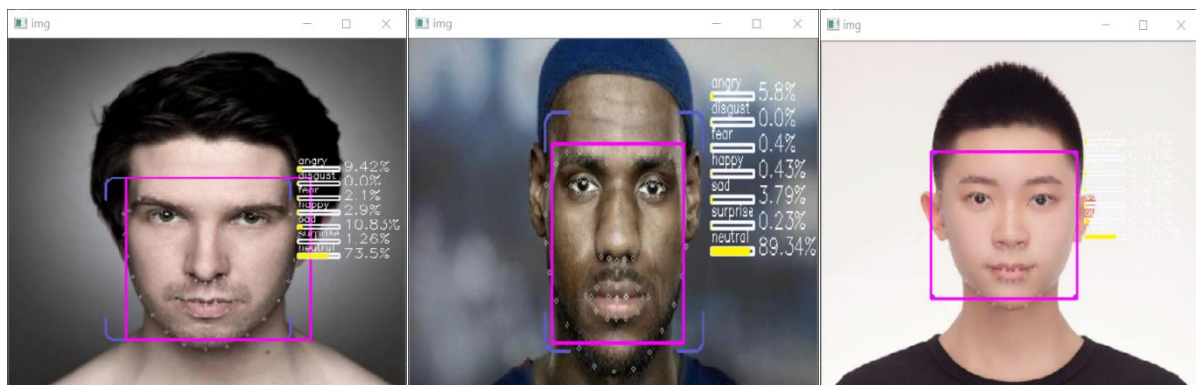 img
angry 9.42%
disgust 0.0%
fear 2.1%
happy 2.9%
sad 10.83%
surprise 1.26%
neutral 73.5%
img
angry 5.8%
disgust 0.0%
fear 0.4%
happy 0.43%
sad 3.79%
surprise 0.23%
neutral 89.34%
img